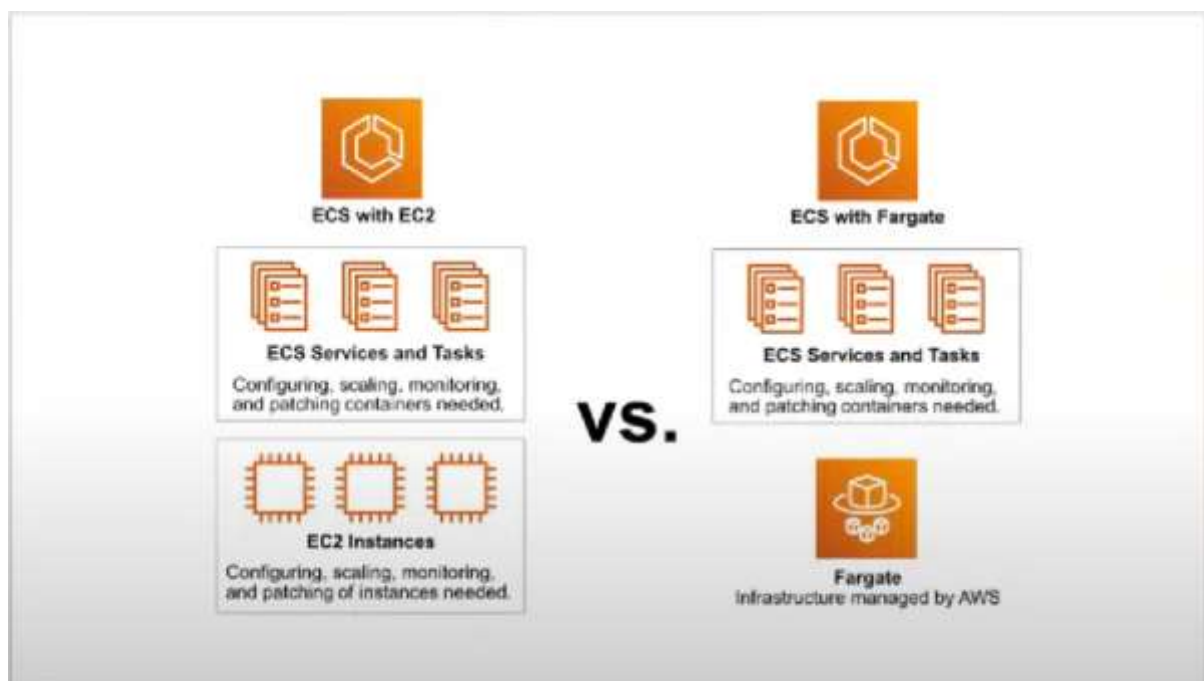 ECS with EC2
ECS Services and Tasks
Configuring, scaling, monitoring,
and patching containers needed.
EC2 Instances
Configuring, scaling, monitoring,
and patching of instances needed.
vs.
ECS with Fargate
ECS Services and Tasks
Configuring, scaling, monitoring,
and patching containers needed.
Fargate
Infrastructure managed by AWS